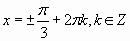 x = ± π/3 + 2πk, k ∈ Z